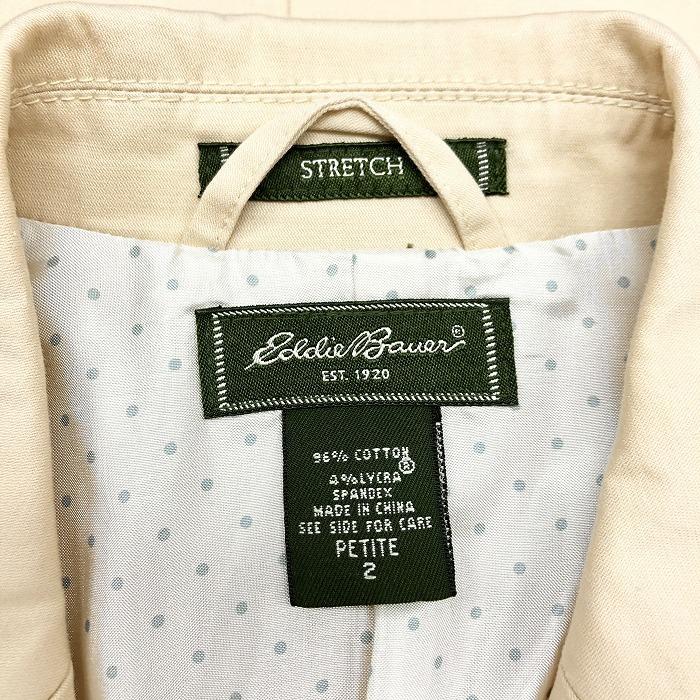 STRETCH
Eddie Bauer®
EST. 1920
96% COTTON
4% LYCRA®
SPANDEX
MADE IN CHINA
SEE SIDE FOR CARE
PETITE
2